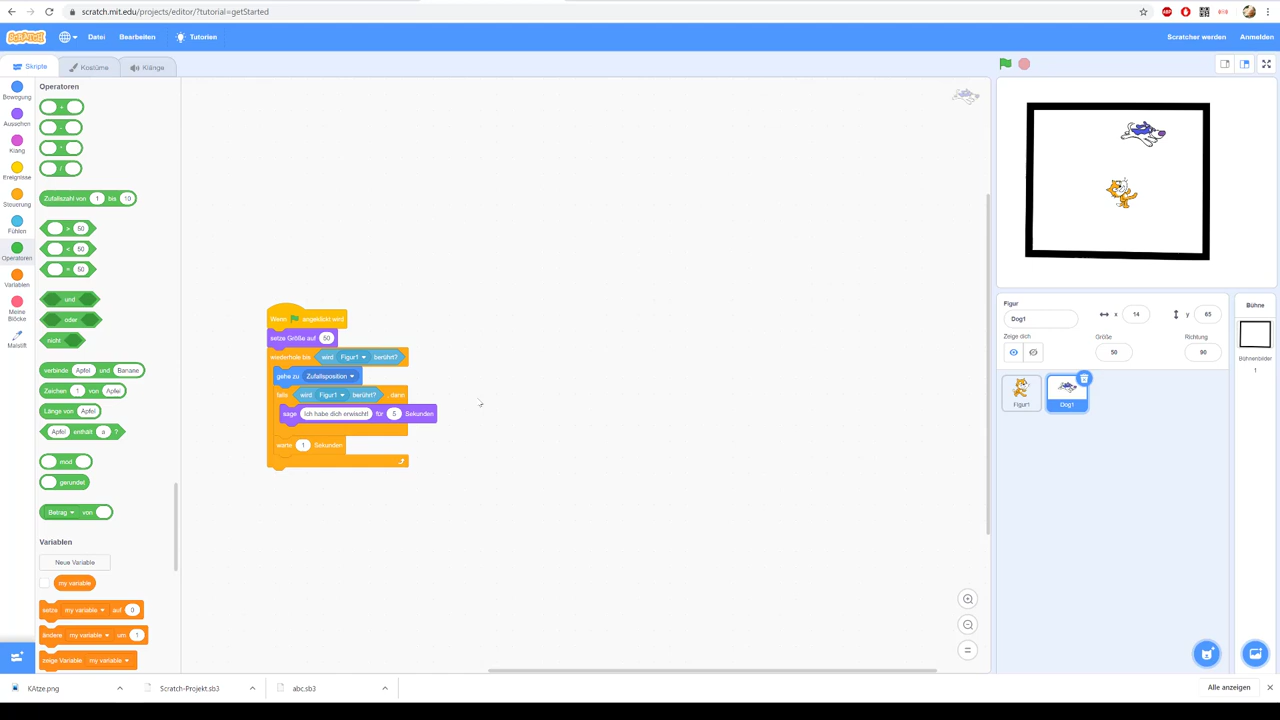 scratch.mit.edu/projects/editor/?tutorial=getStarted
ABP
SCRATCH
Datei Bearbeiten Tutorien
Scratcher werden Anmelden
Skripte Kostüme Klänge
Bewegung
Aussehen
Klang
Ereignisse
Steuerung
Fühlen
Operatoren
Variablen
Meine
Blöcke
Malstift
Operatoren
+
-
*
/
Zufallszahl von 1 bis 10
> 50
< 50
= 50
und
oder
nicht
verbinde Apfel und Banane
Zeichen 1 von Apfel
Länge von Apfel
Apfel enthält a ?
mod
gerundet
Betrag von
Variablen
Neue Variable
my variable
setze my variable auf 0
ändere my variable um 1
zeige Variable my variable
Wenn angeklickt wird
setze Größe auf 50
wiederhole bis wird Figur1 berührt?
gehe zu Zufallsposition
falls wird Figur1 berührt? , dann
sage Ich habe dich erwischt! für 5 Sekunden
warte 1 Sekunden
Figur
Dog1
x 14
y 65
Zeige dich
Größe
Richtung
50
90
Figur1
Dog1
Bühne
Bühnenbilder
1
KAtze.png
Scratch-Projekt.sb3
abc.sb3
Alle anzeigen